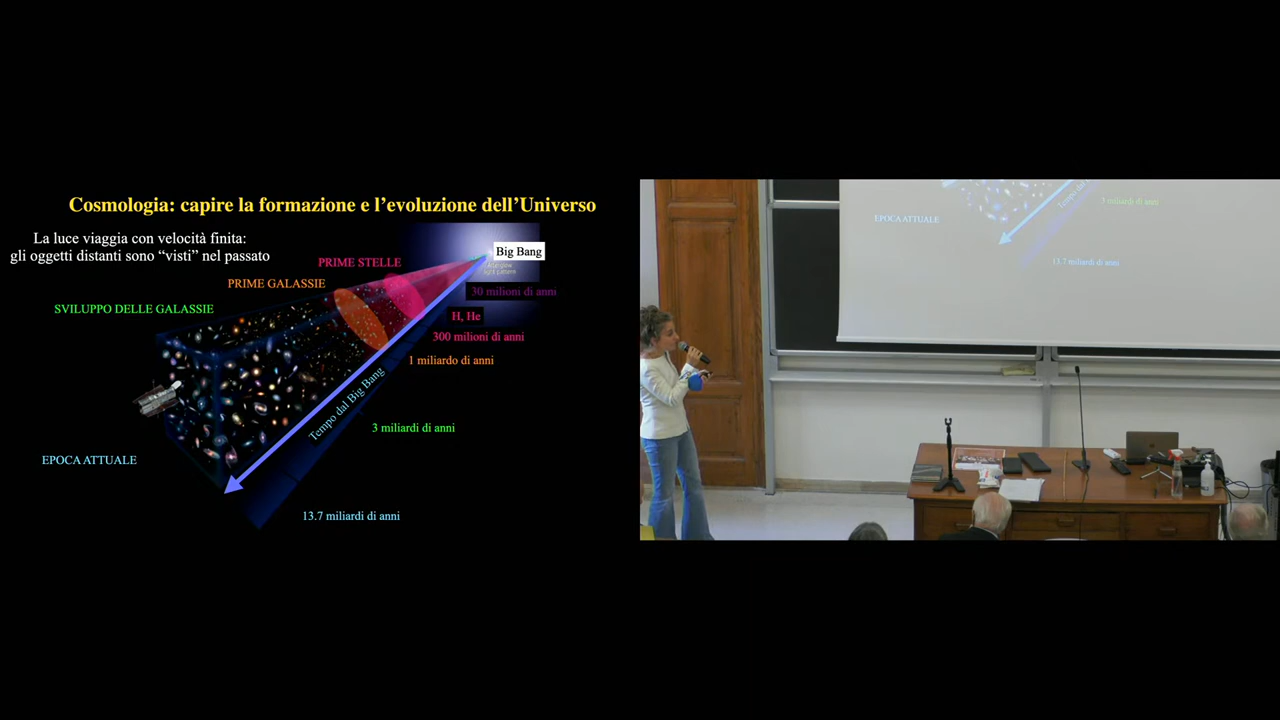 Cosmologia: capire la formazione e l'evoluzione dell'Universo
La luce viaggia con velocità finita:
gli oggetti distanti sono “visti” nel passato
Big Bang
PRIME STELLE
PRIME GALASSIE
30 milioni di anni
SVILUPPO DELLE GALASSIE
H, He
300 milioni di anni
1 miliardo di anni
Tempo dal Big Bang
3 miliardi di anni
EPOCA ATTUALE
13.7 miliardi di anni
3 miliardi di anni
EPOCA ATTUALE
13.7 miliardi di anni